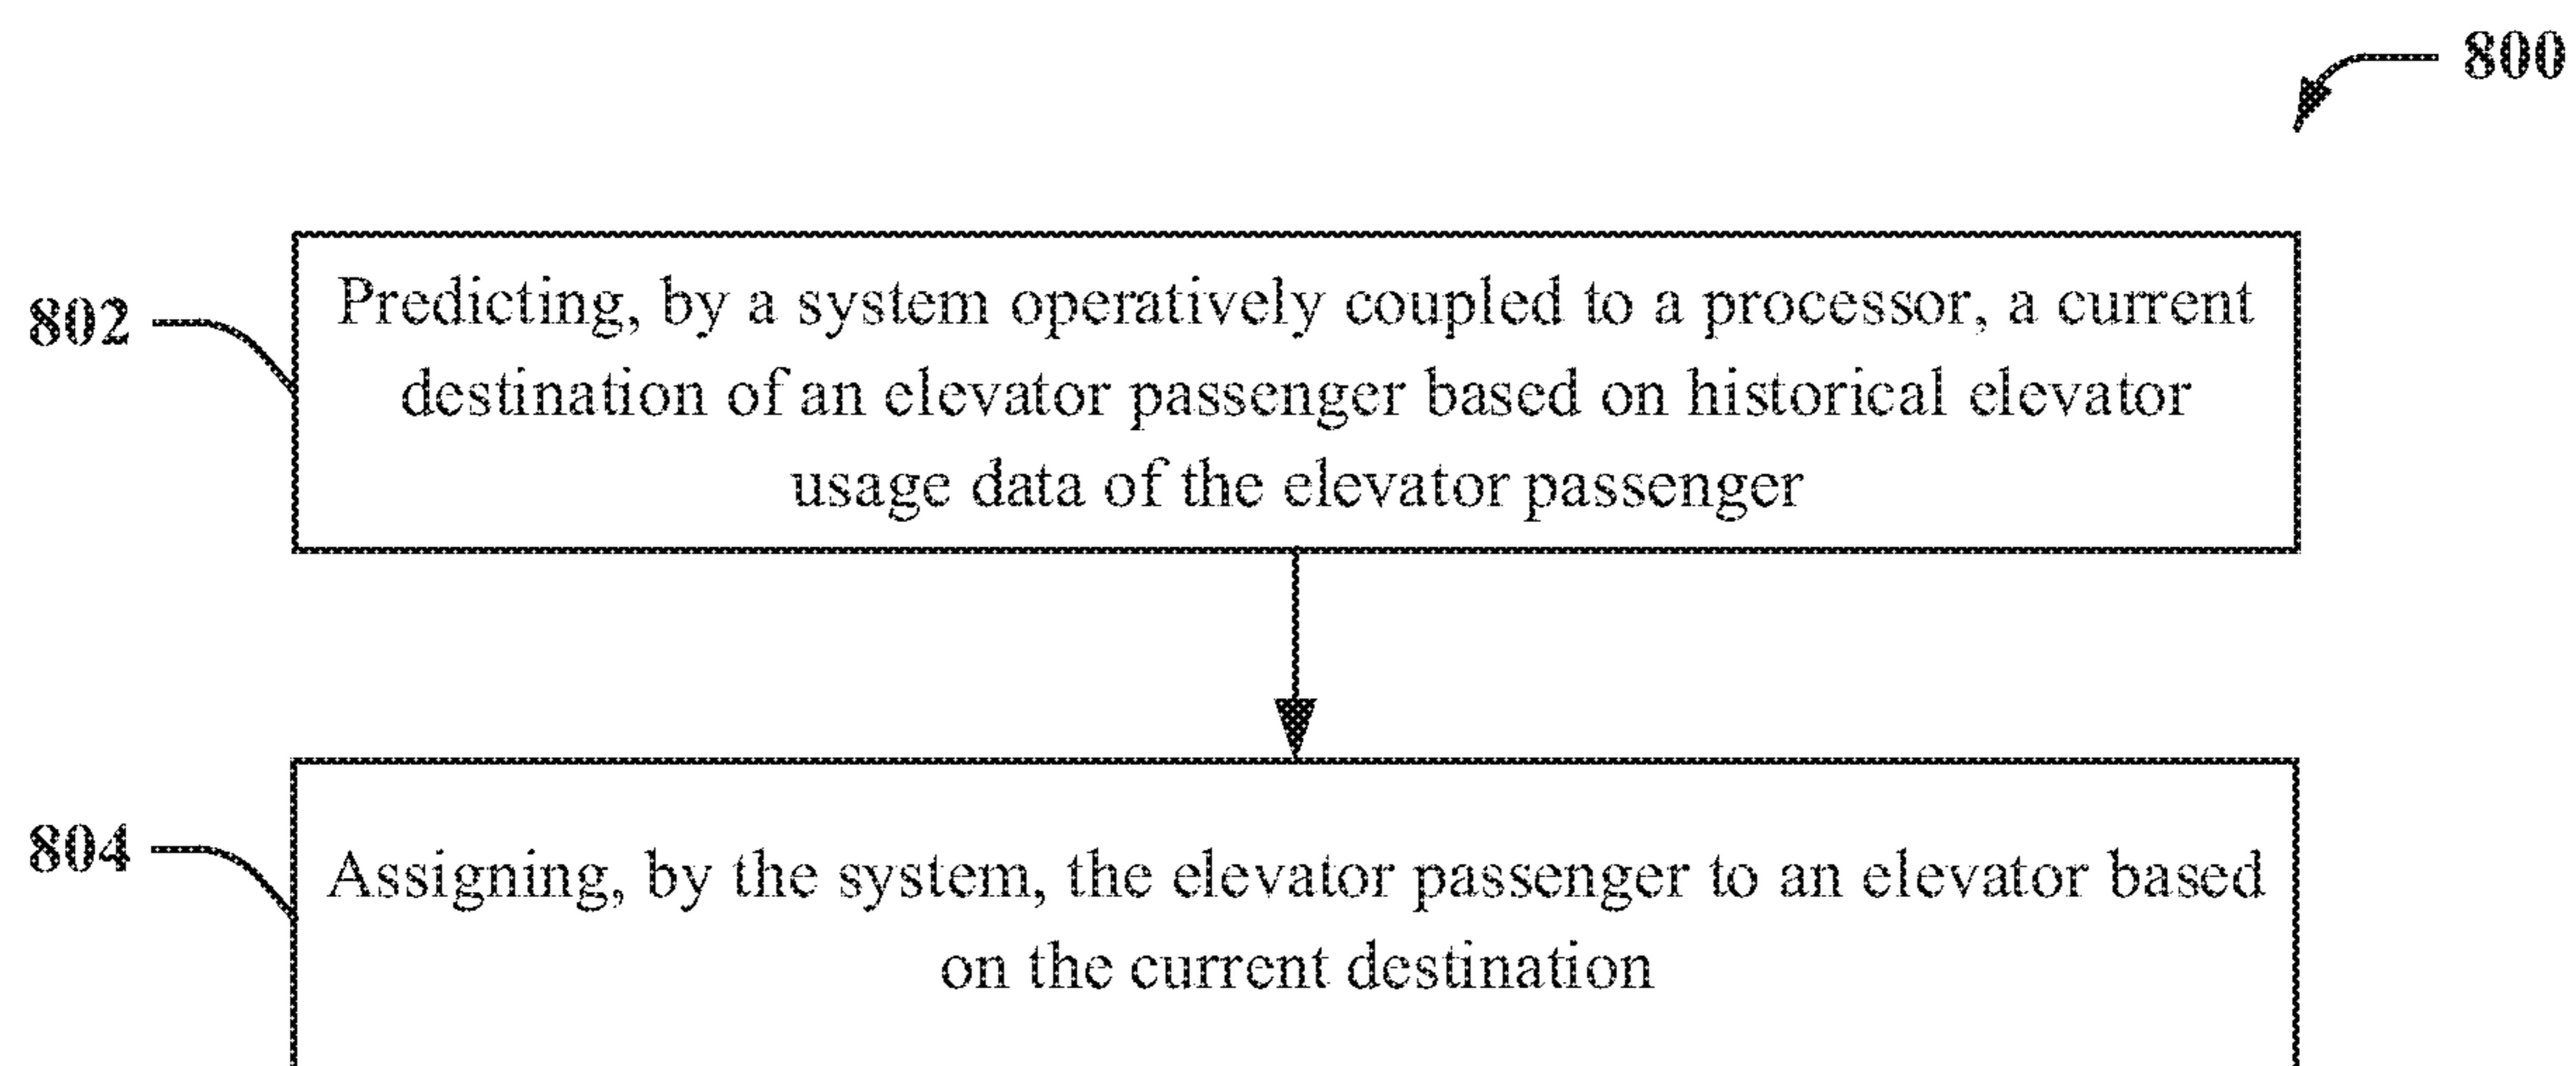 800
802
Predicting, by a system operatively coupled to a processor, a current
destination of an elevator passenger based on historical elevator
usage data of the elevator passenger
804
Assigning, by the system, the elevator passenger to an elevator based
on the current destination